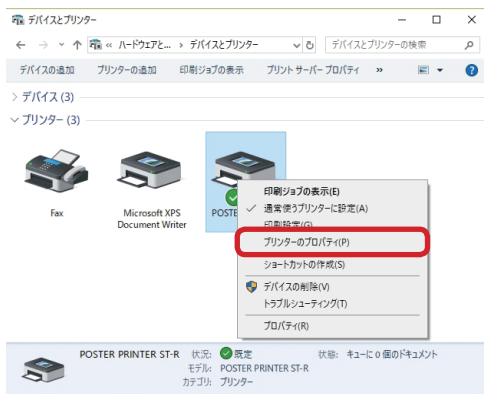 デバイスとプリンター
ハードウェアと... › デバイスとプリンター
デバイスとプリンターの検索
デバイスの追加 プリンターの追加 印刷ジョブの表示 プリント サーバー プロパティ »
デバイス (3)
プリンター (3)
Fax
Microsoft XPS
Document Writer
POSTE
印刷ジョブの表示(E)
通常使うプリンターに設定(A)
印刷設定(G)
プリンターのプロパティ(P)
ショートカットの作成(S)
デバイスの削除(V)
トラブルシューティング(T)
プロパティ(R)
POSTER PRINTER ST-R 状況: 既定 状態: キューに 0 個のドキュメント
モデル: POSTER PRINTER ST-R
カテゴリ: プリンター